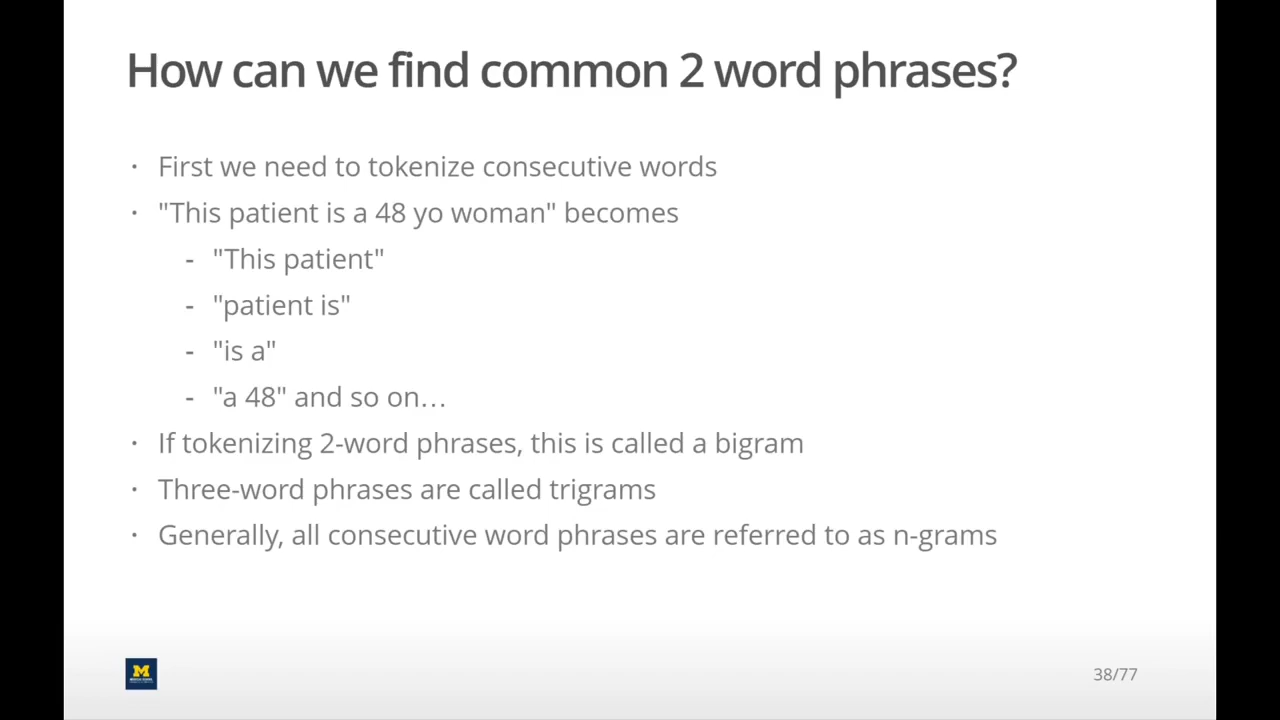 How can we find common 2 word phrases?
· First we need to tokenize consecutive words
· "This patient is a 48 yo woman" becomes
- "This patient"
- "patient is"
- "is a"
- "a 48" and so on…
· If tokenizing 2-word phrases, this is called a bigram
· Three-word phrases are called trigrams
· Generally, all consecutive word phrases are referred to as n-grams
M
38/77